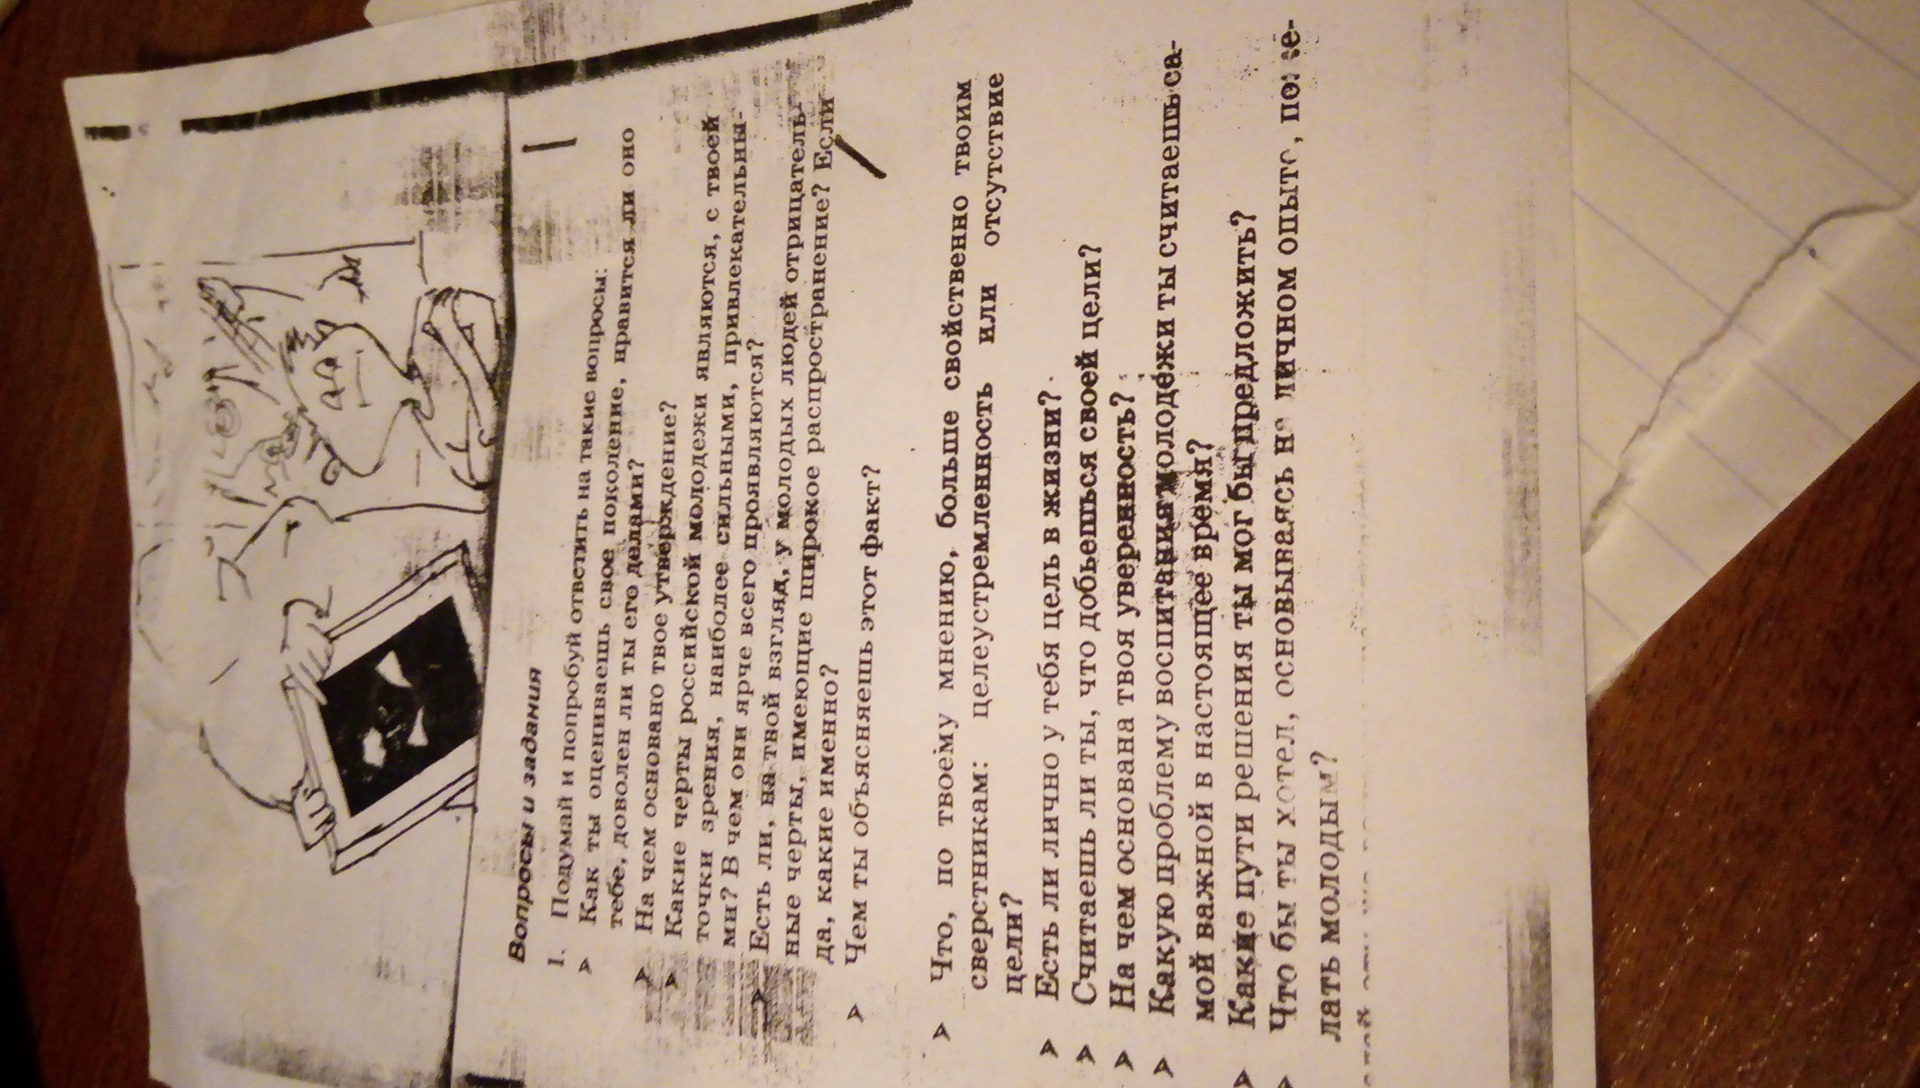 Вопросы и задания
1. Подумай и попробуй ответить на такие вопросы:
➤ Как ты оцениваешь свое поколение, нравится ли оно
тебе, доволен ли ты его делами?
➤ На чем основано твое утверждение?
➤ Какие черты российской молодежи являются, с твоей
точки зрения, наиболее сильными, привлекательны-
ми? В чем они ярче всего проявляются?
➤ Есть ли, на твой взгляд, у молодых людей отрицатель-
ные черты, имеющие широкое распространение? Если
да, какие именно?
➤ Чем ты объясняешь этот факт?
➤ Что, по твоему мнению, больше свойственно твоим
сверстникам: целеустремленность или отсутствие
цели?
➤ Есть ли лично у тебя цель в жизни?
➤ Считаешь ли ты, что добьешься своей цели?
➤ На чем основана твоя уверенность?
➤ Какую проблему воспитания молодежи ты считаешь са-
мой важной в настоящее время?
➤ Какие пути решения ты мог бы предложить?
➤ Что бы ты хотел, основываясь на личном опыте, поже-
лать молодым?